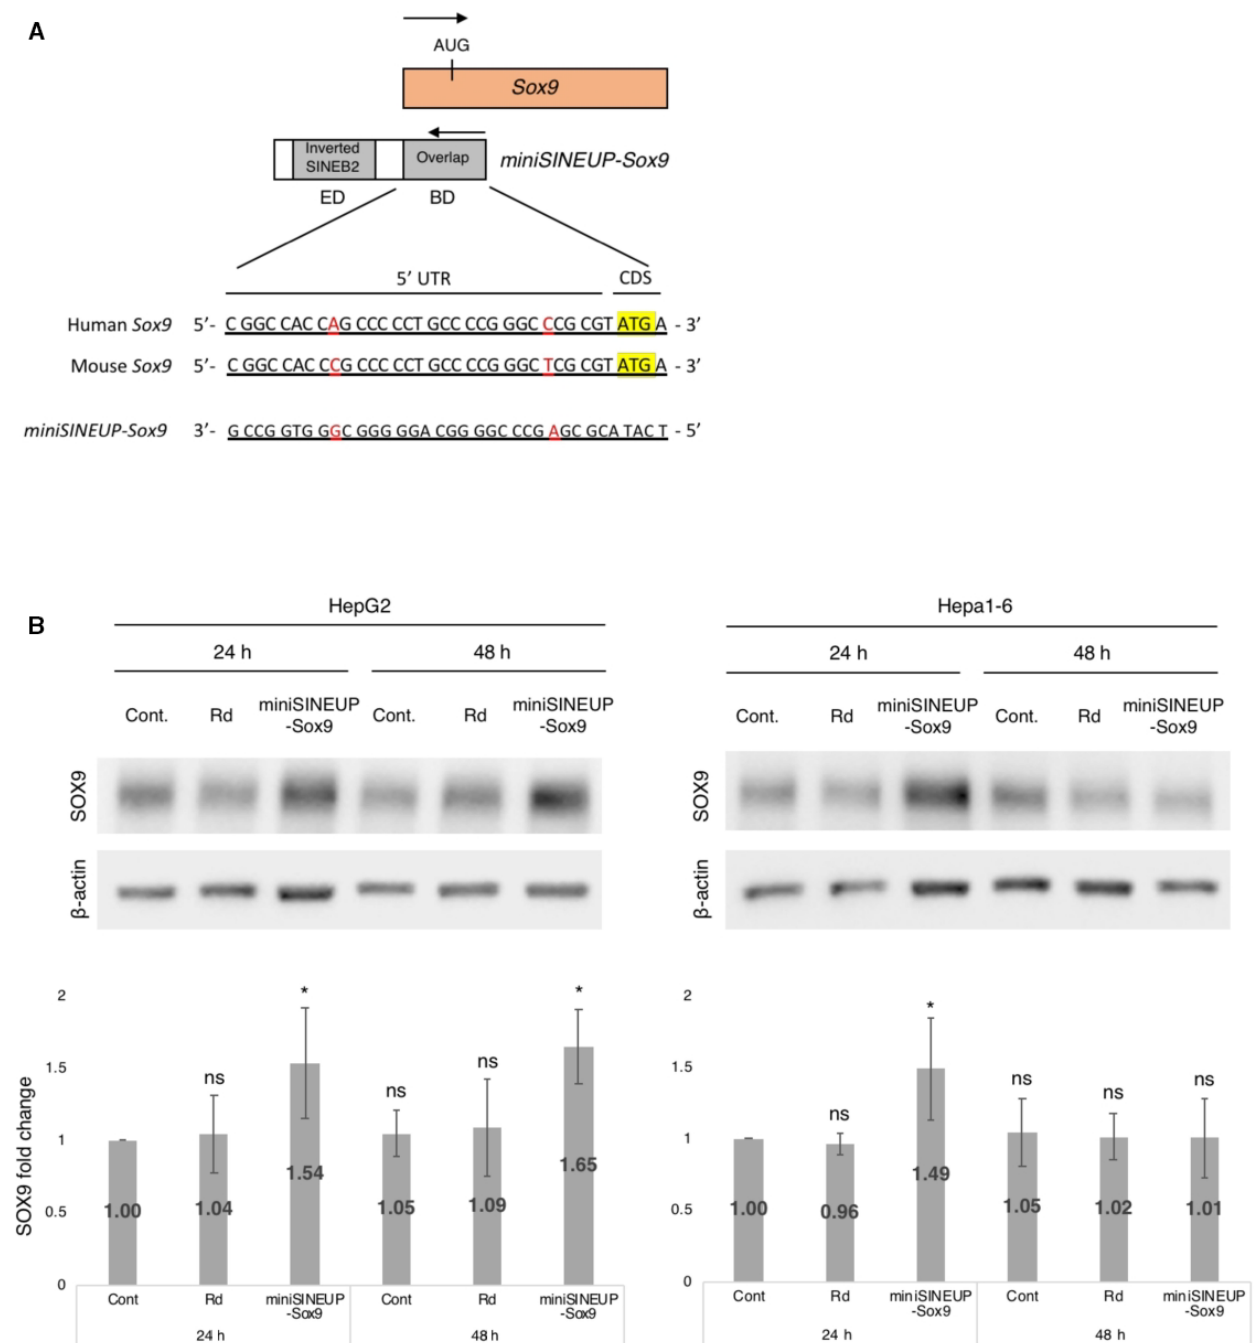 A
AUG
Sox9
Inverted
SINEB2
Overlap
miniSINEUP-Sox9
ED
BD
5’ UTR
CDS
Human Sox9 5’- C GGC CAC CAG CCC CCT GCC CCG GGC CCG CGT ATG A - 3’
Mouse Sox9 5’- C GGC CAC CCG CCC CCT GCC CCG GGC TCG CGT ATG A - 3’
miniSINEUP-Sox9 3’- G CCG GTG GGC GGG GGA CGG GGC CCG AGC GCA TACT - 5’
B
HepG2
24 h 48 h
Cont. Rd miniSINEUP
-Sox9 Cont. Rd miniSINEUP
-Sox9
SOX9
β-actin
Hepa1-6
24 h 48 h
Cont. Rd miniSINEUP
-Sox9 Cont. Rd miniSINEUP
-Sox9
SOX9
β-actin
SOX9 fold change
2
1.5
1
0.5
0
ns * ns ns *
1.00 1.04 1.54 1.05 1.09 1.65
Cont Rd miniSINEUP
-Sox9 Cont Rd miniSINEUP
-Sox9
24 h 48 h
2
1.5
1
0.5
0
ns * ns ns ns
1.00 0.96 1.49 1.05 1.02 1.01
Cont Rd miniSINEUP
-Sox9 Cont Rd miniSINEUP
-Sox9
24 h 48 h